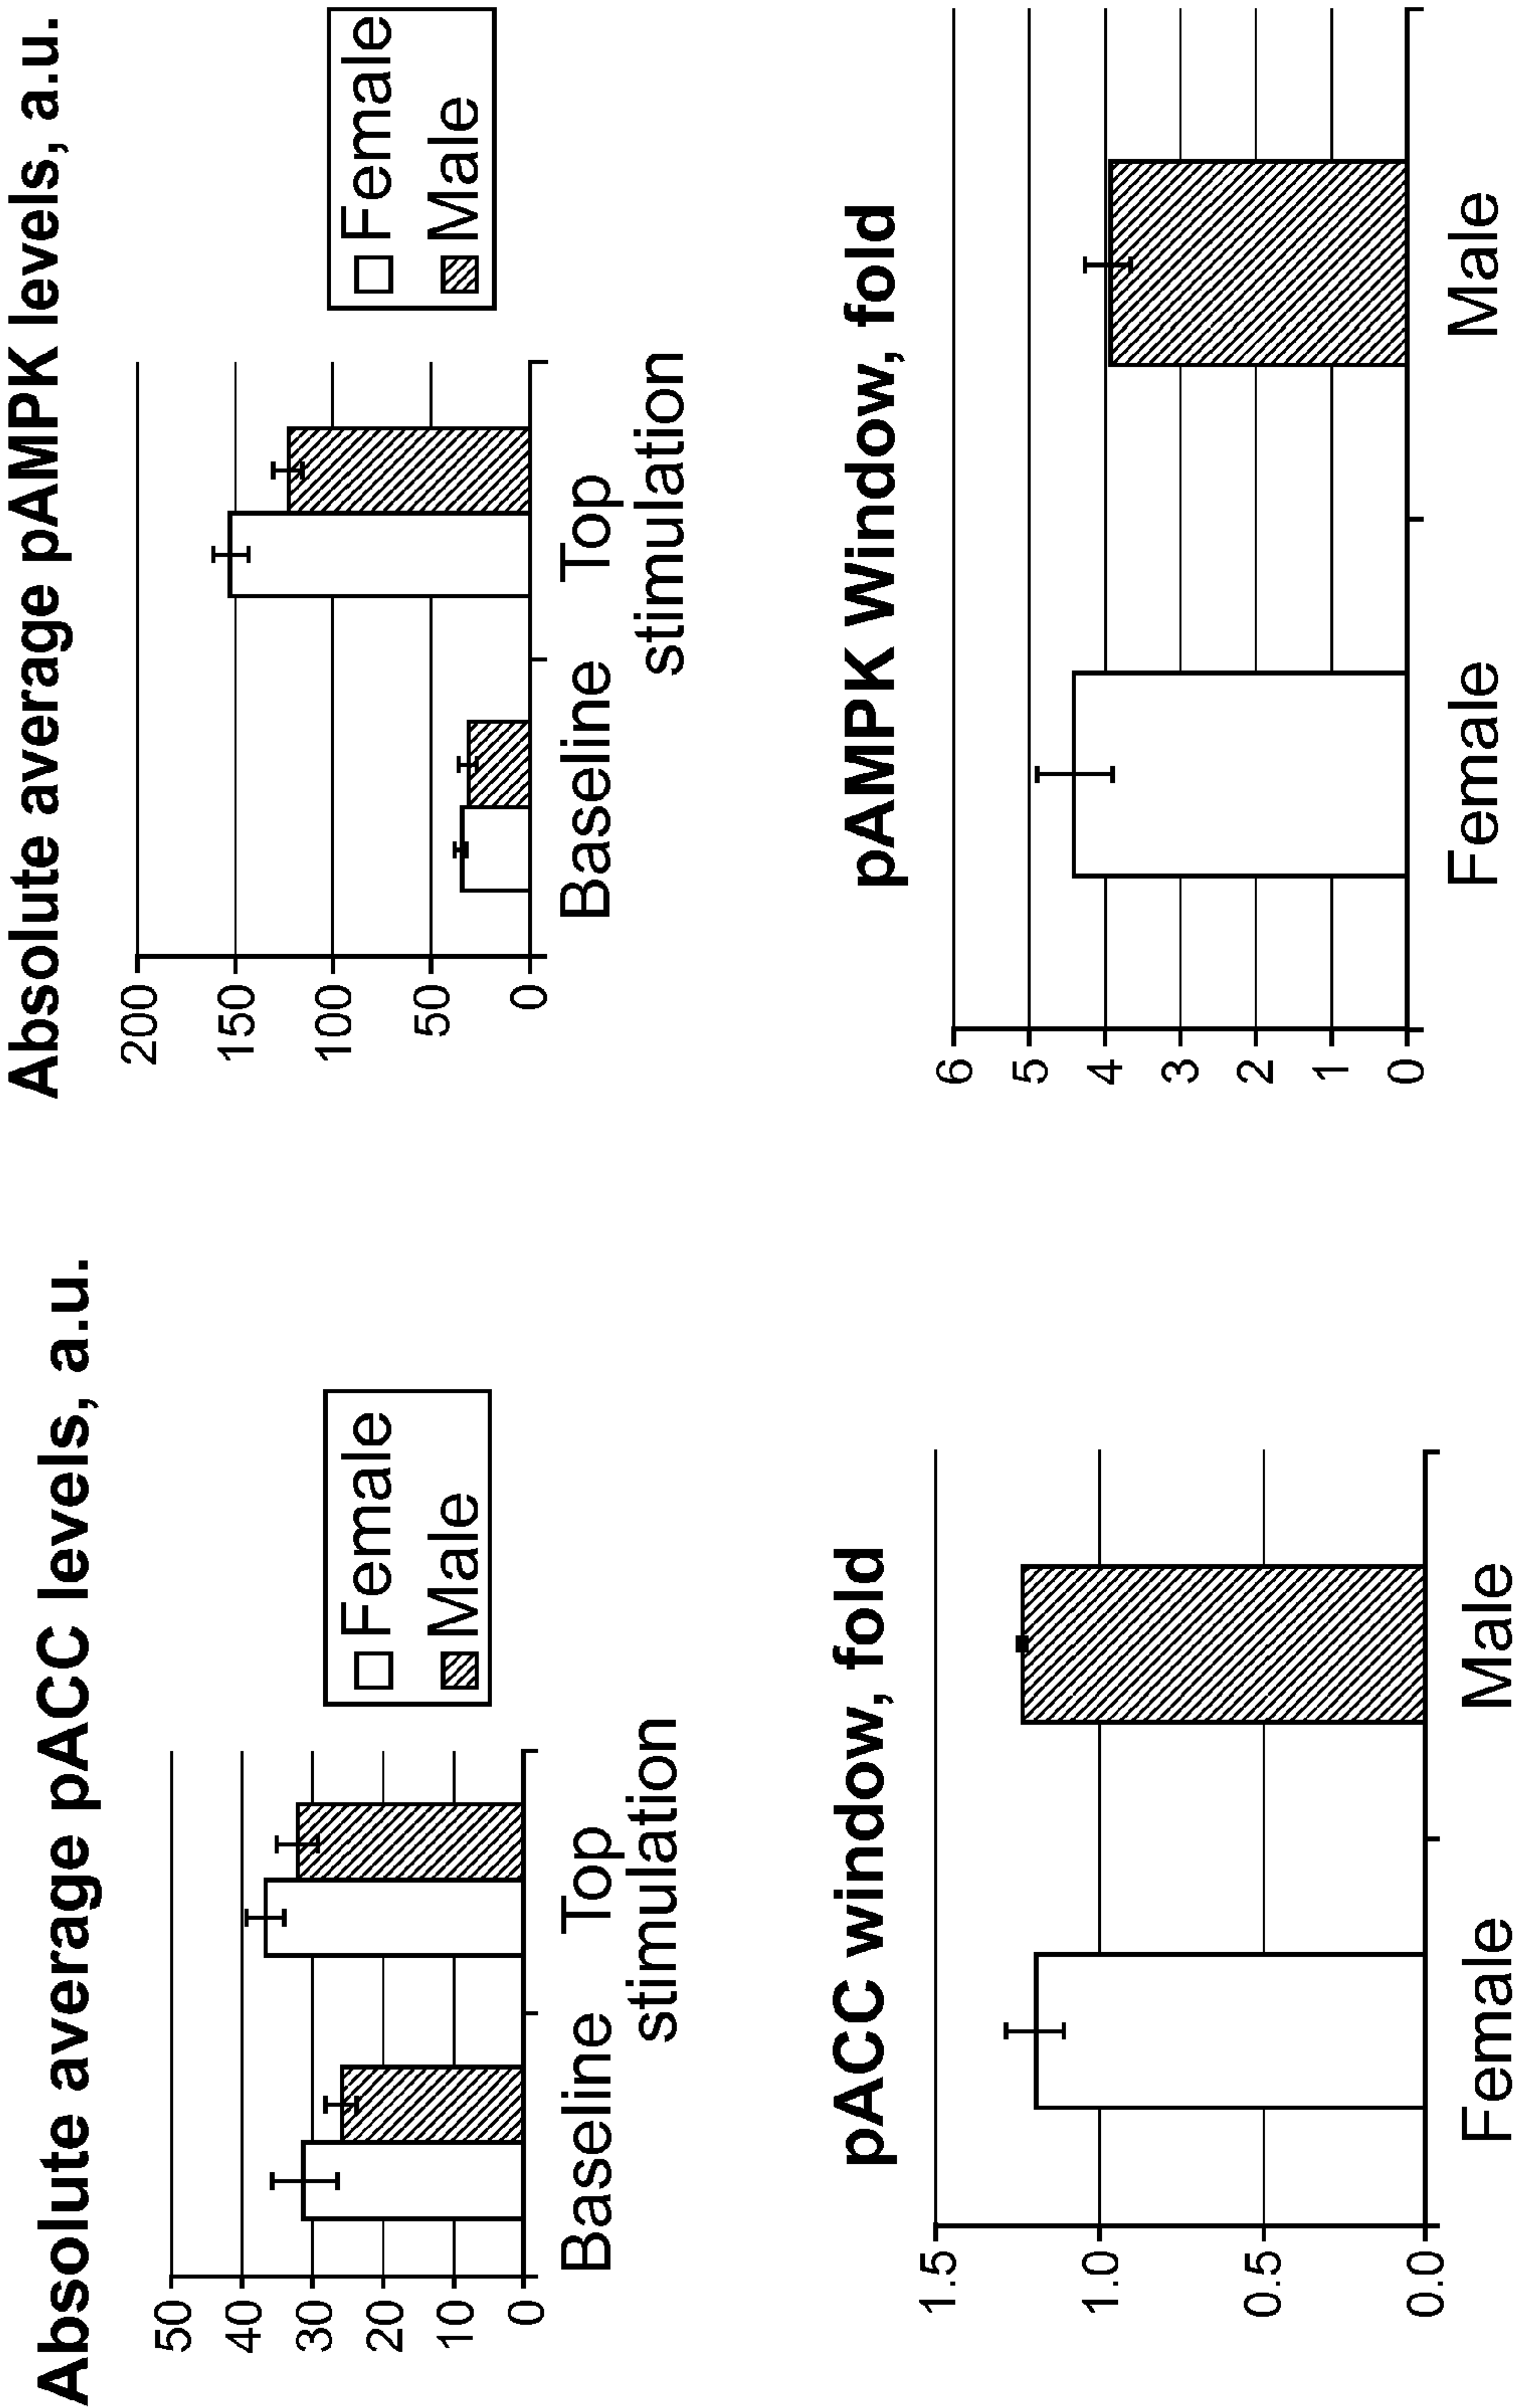 Absolute average pACC levels, a.u.
50
40
30
20
10
0
Baseline
Top
stimulation
Female
Male
Absolute average pAMPK levels, a.u.
200
150
100
50
0
Baseline
Top
stimulation
Female
Male
pACC window, fold
1.5
1.0
0.5
0.0
Female
Male
pAMPK Window, fold
6
5
4
3
2
1
0
Female
Male